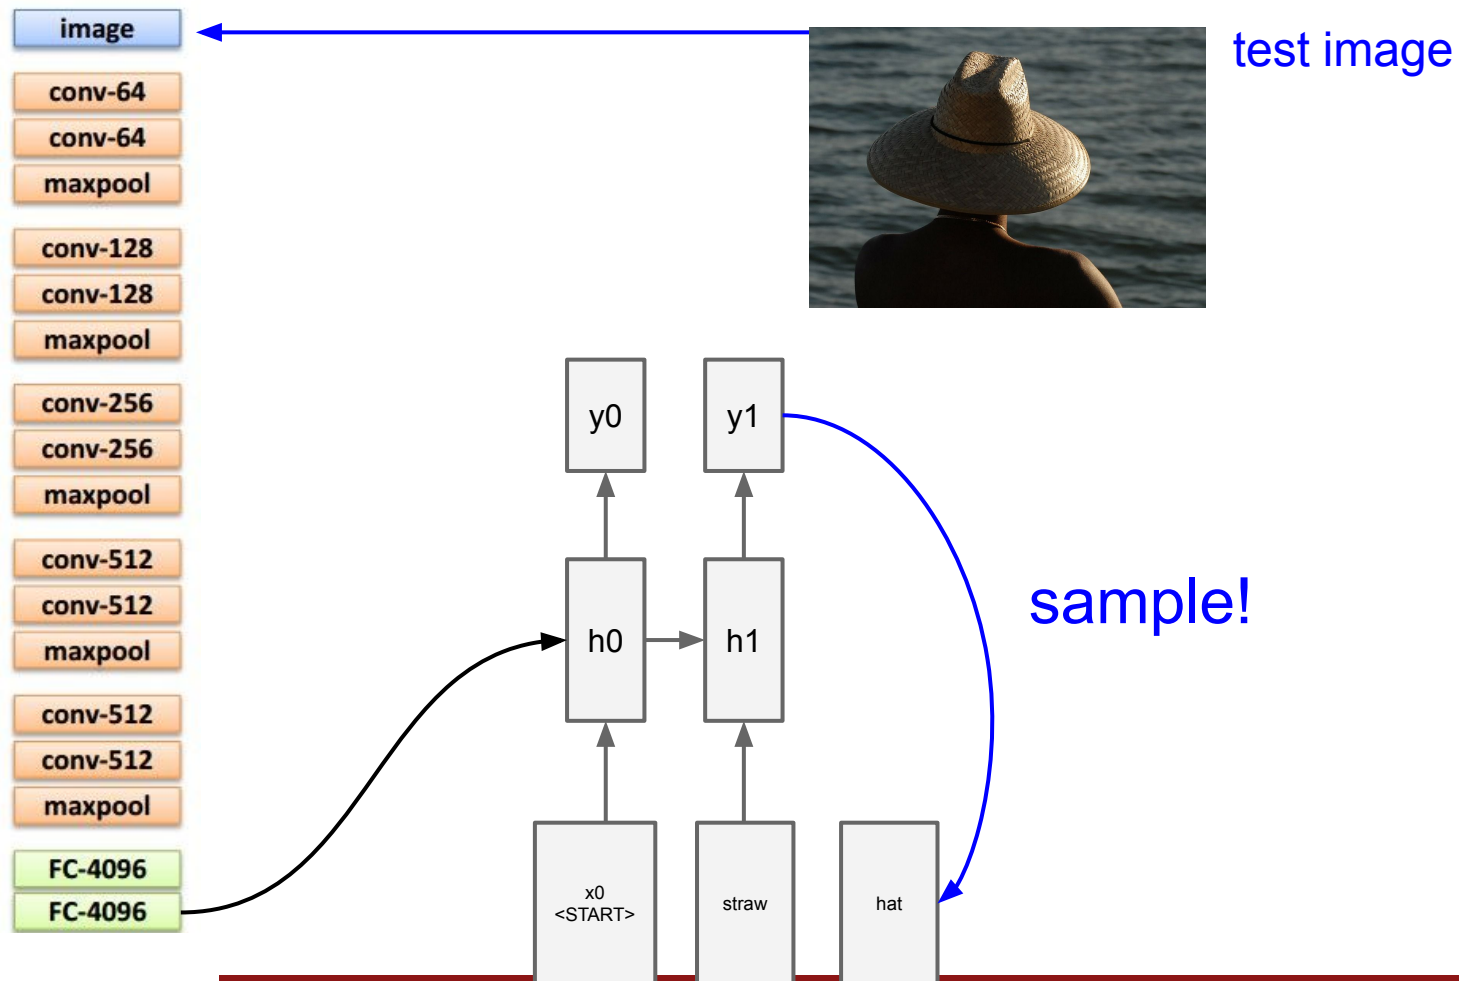 image
conv-64
conv-64
maxpool
conv-128
conv-128
maxpool
conv-256
conv-256
maxpool
conv-512
conv-512
maxpool
conv-512
conv-512
maxpool
FC-4096
FC-4096
test image
y0
y1
h0
h1
sample!
x0
<START>
straw
hat